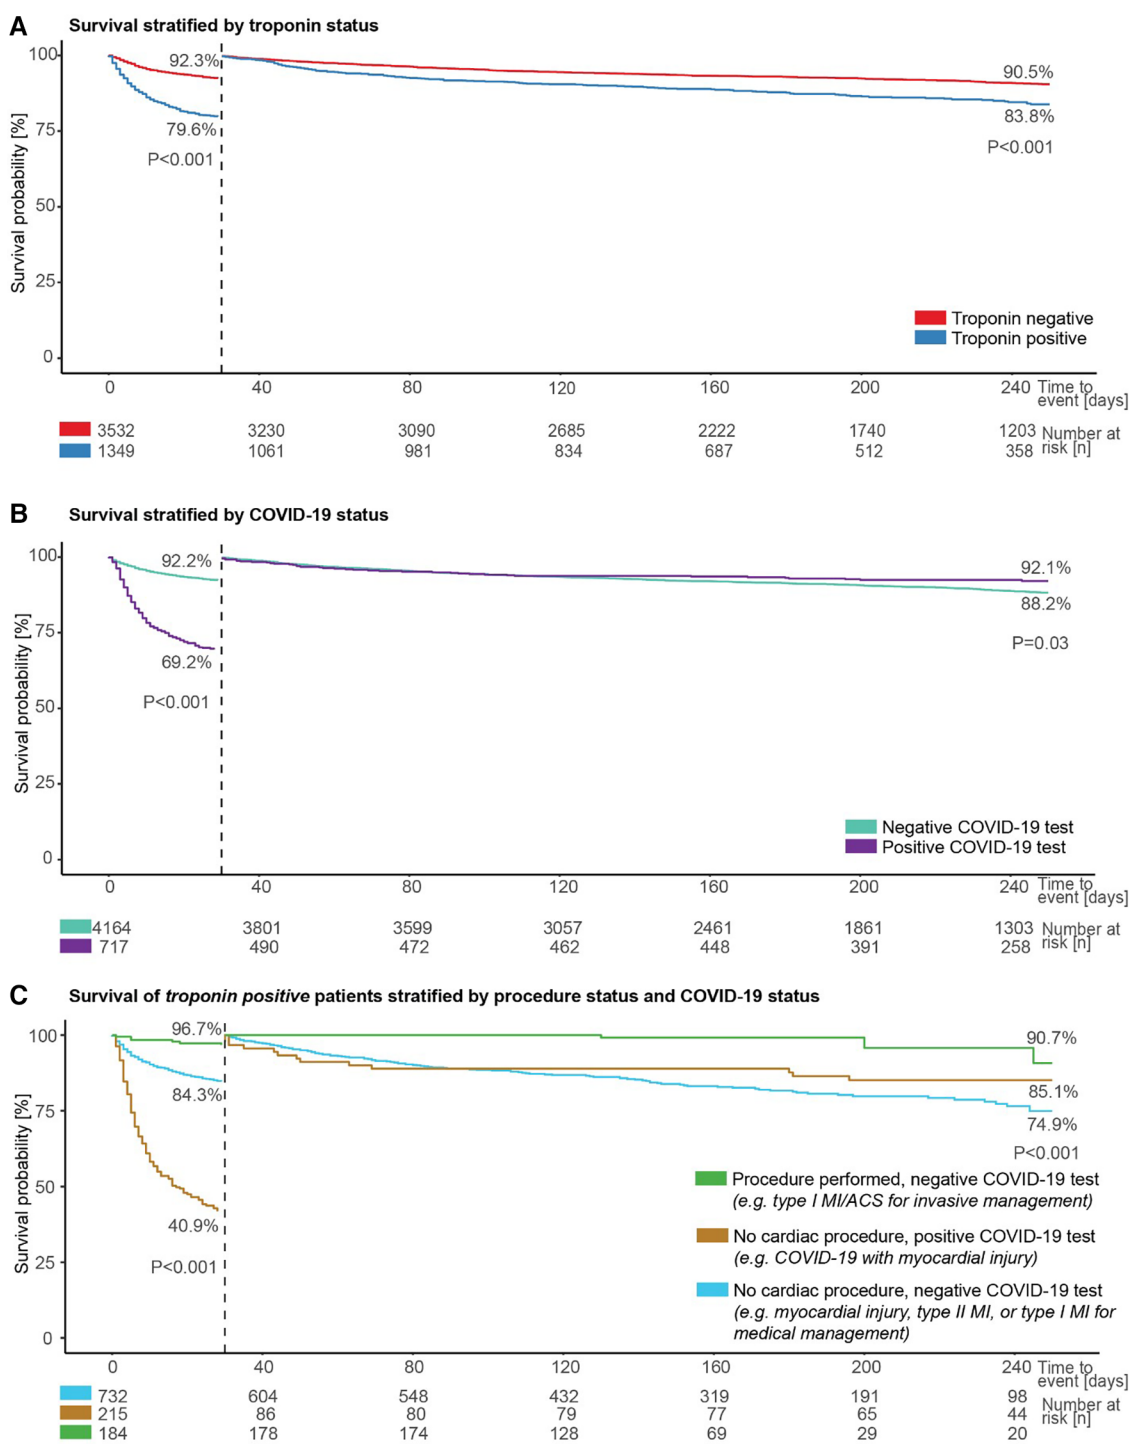 A
Survival stratified by troponin status
Survival probability [%]
100
75
50
25
0
92.3%
79.6%
P<0.001
90.5%
83.8%
P<0.001
Troponin negative
Troponin positive
0 40 80 120 160 200 240 Time to
event [days]
3532 3230 3090 2685 2222 1740 1203 Number at
1349 1061 981 834 687 512 358 risk [n]
B
Survival stratified by COVID-19 status
Survival probability [%]
100
75
50
25
0
92.2%
69.2%
P<0.001
92.1%
88.2%
P=0.03
Negative COVID-19 test
Positive COVID-19 test
0 40 80 120 160 200 240 Time to
event [days]
4164 3801 3599 3057 2461 1861 1303 Number at
717 490 472 462 448 391 258 risk [n]
C
Survival of troponin positive patients stratified by procedure status and COVID-19 status
Survival probability [%]
100
75
50
25
0
96.7%
84.3%
40.9%
P<0.001
90.7%
85.1%
74.9%
P<0.001
Procedure performed, negative COVID-19 test
(e.g. type I MI/ACS for invasive management)
No cardiac procedure, positive COVID-19 test
(e.g. COVID-19 with myocardial injury)
No cardiac procedure, negative COVID-19 test
(e.g. myocardial injury, type II MI, or type I MI for
medical management)
0 40 80 120 160 200 240 Time to
event [days]
732 604 548 432 319 191 98 Number at
215 86 80 79 77 65 44 risk [n]
184 178 174 128 69 29 20